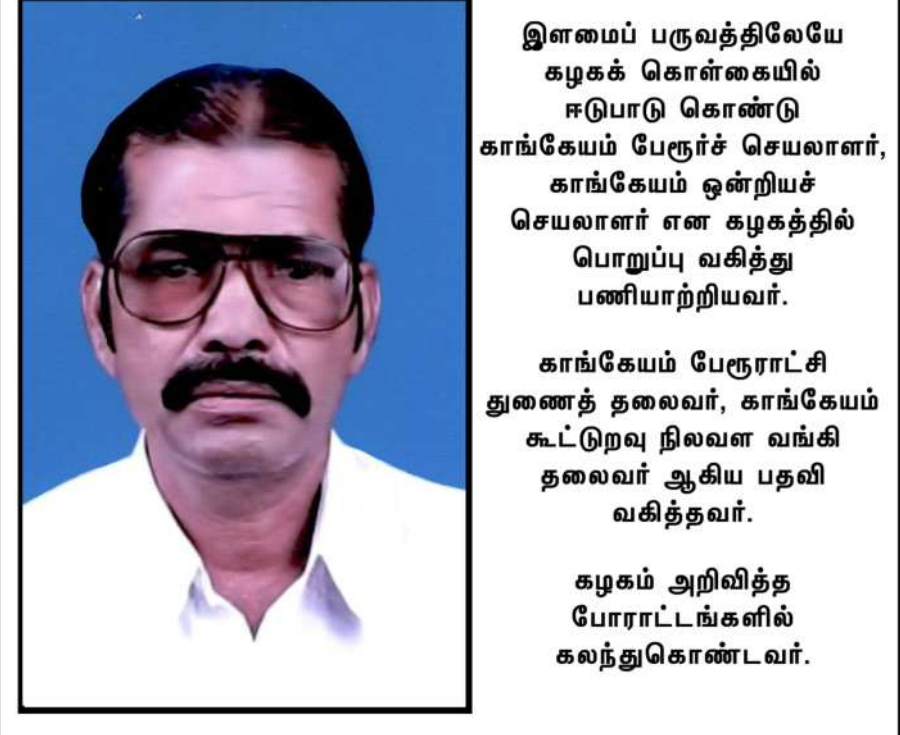 இளமைப் பருவத்திலேயே
கழகக் கொள்கையில்
ஈடுபாடு கொண்டு
காங்கேயம் பேரூர்ச் செயலாளர்,
காங்கேயம் ஒன்றியச்
செயலாளர் என கழகத்தில்
பொறுப்பு வகித்து
பணியாற்றியவர்.
காங்கேயம் பேரூராட்சி
துணைத் தலைவர், காங்கேயம்
கூட்டுறவு நிலவள வங்கி
தலைவர் ஆகிய பதவி
வகித்தவர்.
கழகம் அறிவித்த
போராட்டங்களில்
கலந்துகொண்டவர்.